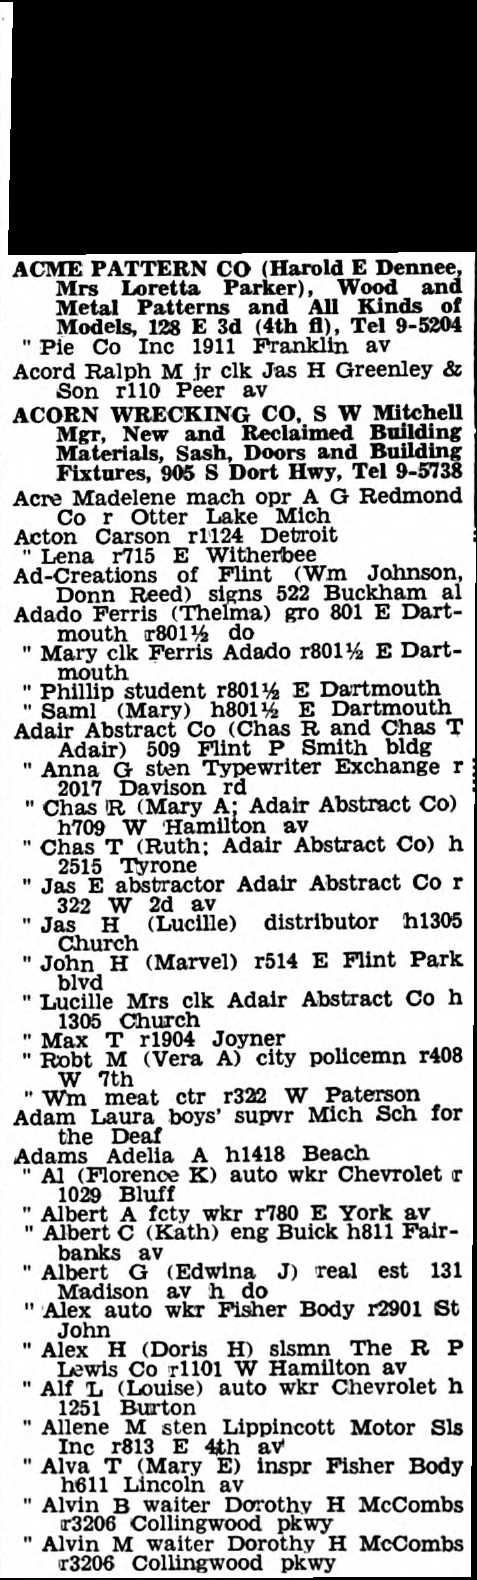 ACME PATTERN CO (Harold E Dennee,
Mrs Loretta Parker), Wood and
Metal Patterns and All Kinds of
Models, 128 E 3d (4th fl), Tel 9-5204
" Pie Co Inc 1911 Franklin av
Acord Ralph M jr clk Jas H Greenley &
Son r110 Peer av
ACORN WRECKING CO, S W Mitchell
Mgr, New and Reclaimed Building
Materials, Sash, Doors and Building
Fixtures, 905 S Dort Hwy, Tel 9-5738
Acre Madelene mach opr A G Redmond
Co r Otter Lake Mich
Acton Carson r1124 Detroit
" Lena r715 E Witherbee
Ad-Creations of Flint (Wm Johnson,
Donn Reed) signs 522 Buckham al
Adado Ferris (Thelma) gro 801 E Dart-
mouth r801½ do
" Mary clk Ferris Adado r801½ E Dart-
mouth
" Phillip student r801½ E Dartmouth
" Saml (Mary) h801½ E Dartmouth
Adair Abstract Co (Chas R and Chas T
Adair) 509 Flint P Smith bldg
" Anna G sten Typewriter Exchange r
2017 Davison rd
" Chas R (Mary A; Adair Abstract Co)
h709 W Hamilton av
" Chas T (Ruth; Adair Abstract Co) h
2515 Tyrone
" Jas E abstractor Adair Abstract Co r
322 W 2d av
" Jas H (Lucille) distributor h1305
Church
" John H (Marvel) r514 E Flint Park
blvd
" Lucille Mrs clk Adair Abstract Co h
1305 Church
" Max T r1904 Joyner
" Robt M (Vera A) city policemn r408
W 7th
" Wm meat ctr r322 W Paterson
Adam Laura boys' supvr Mich Sch for
the Deaf
Adams Adelia A h1418 Beach
" Al (Florence K) auto wkr Chevrolet r
1029 Bluff
" Albert A fcty wkr r780 E York av
" Albert C (Kath) eng Buick h811 Fair-
banks av
" Albert G (Edwina J) real est 131
Madison av h do
" Alex auto wkr Fisher Body r2901 St
John
" Alex H (Doris H) slsmn The R P
Lewis Co r1101 W Hamilton av
" Alf L (Louise) auto wkr Chevrolet h
1251 Burton
" Allene M sten Lippincott Motor Sls
Inc r813 E 4th av
" Alva T (Mary E) inspr Fisher Body
h611 Lincoln av
" Alvin B waiter Dorothy H McCombs
r3206 Collingwood pkwy
" Alvin M waiter Dorothy H McCombs
r3206 Collingwood pkwy